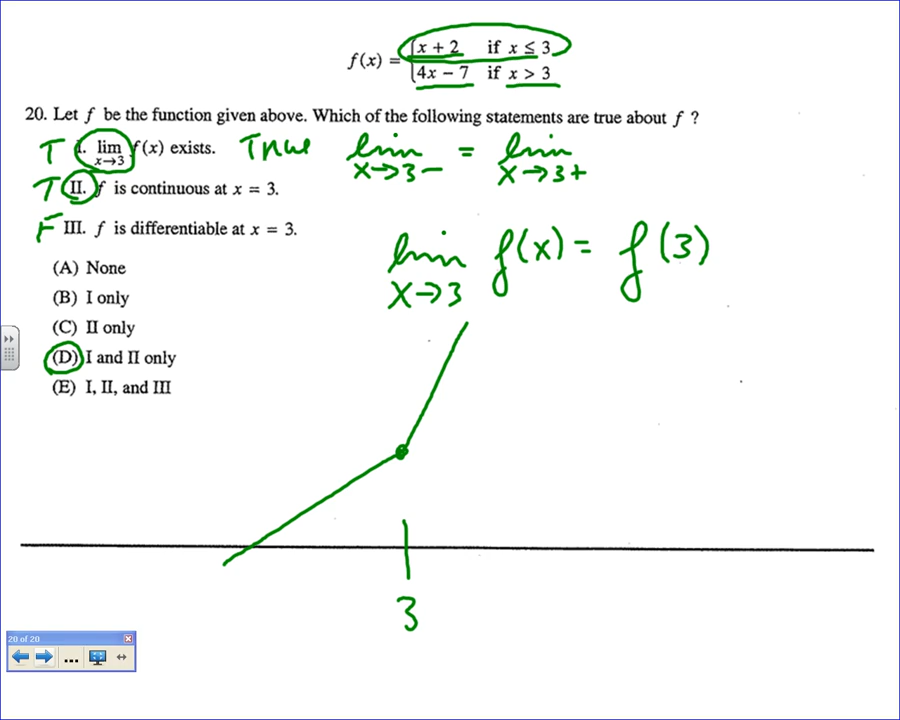 f(x) = { x + 2 if x ≤ 3
4x − 7 if x > 3
20. Let f be the function given above. Which of the following statements are true about f ?
T I. lim x→3 f(x) exists. True lim x→3− = lim x→3+
T II. f is continuous at x = 3.
F III. f is differentiable at x = 3.
lim x→3 f(x) = f(3)
(A) None
(B) I only
(C) II only
(D) I and II only
(E) I, II, and III
3
20 of 20